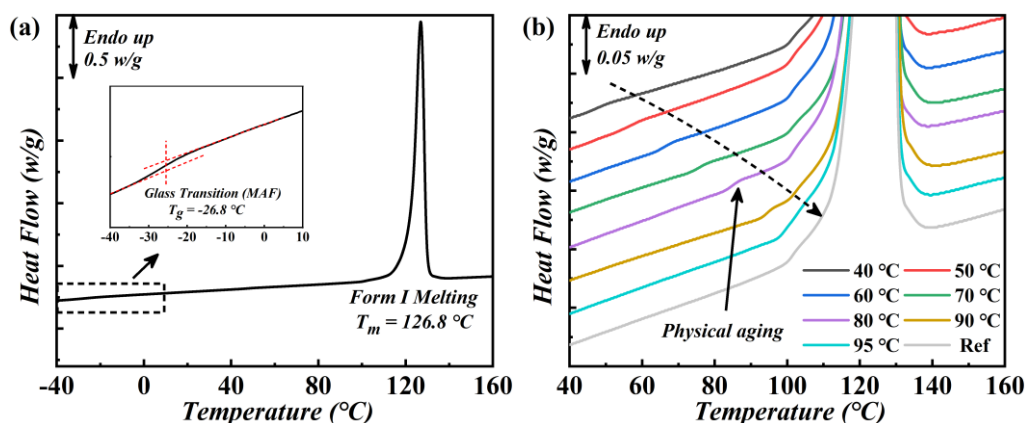 (a)
Endo up
0.5 w/g
Heat Flow (w/g)
Glass Transition (MAF)
T_g = -26.8 °C
-40 -30 -20 -10 0 10
Form I Melting
T_m = 126.8 °C
-40 0 40 80 120 160
Temperature (°C)
(b)
Endo up
0.05 w/g
Heat Flow (w/g)
Physical aging
40 °C 50 °C
60 °C 70 °C
80 °C 90 °C
95 °C Ref
40 60 80 100 120 140 160
Temperature (°C)